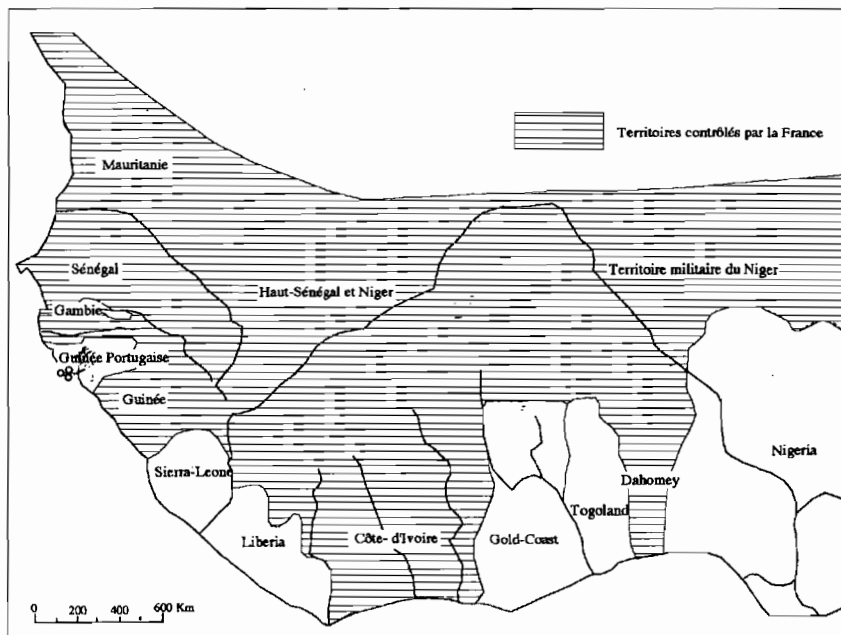 Territoires contrôlés par la France
Mauritanie
Sénégal
Haut-Sénégal et Niger
Territoire militaire du Niger
Gambie
Guinée Portugaise
Guinée
Sierra-Leone
Nigeria
Dahomey
Togoland
Liberia
Côte- d'Ivoire
Gold-Coast
0 200 400 600 Km